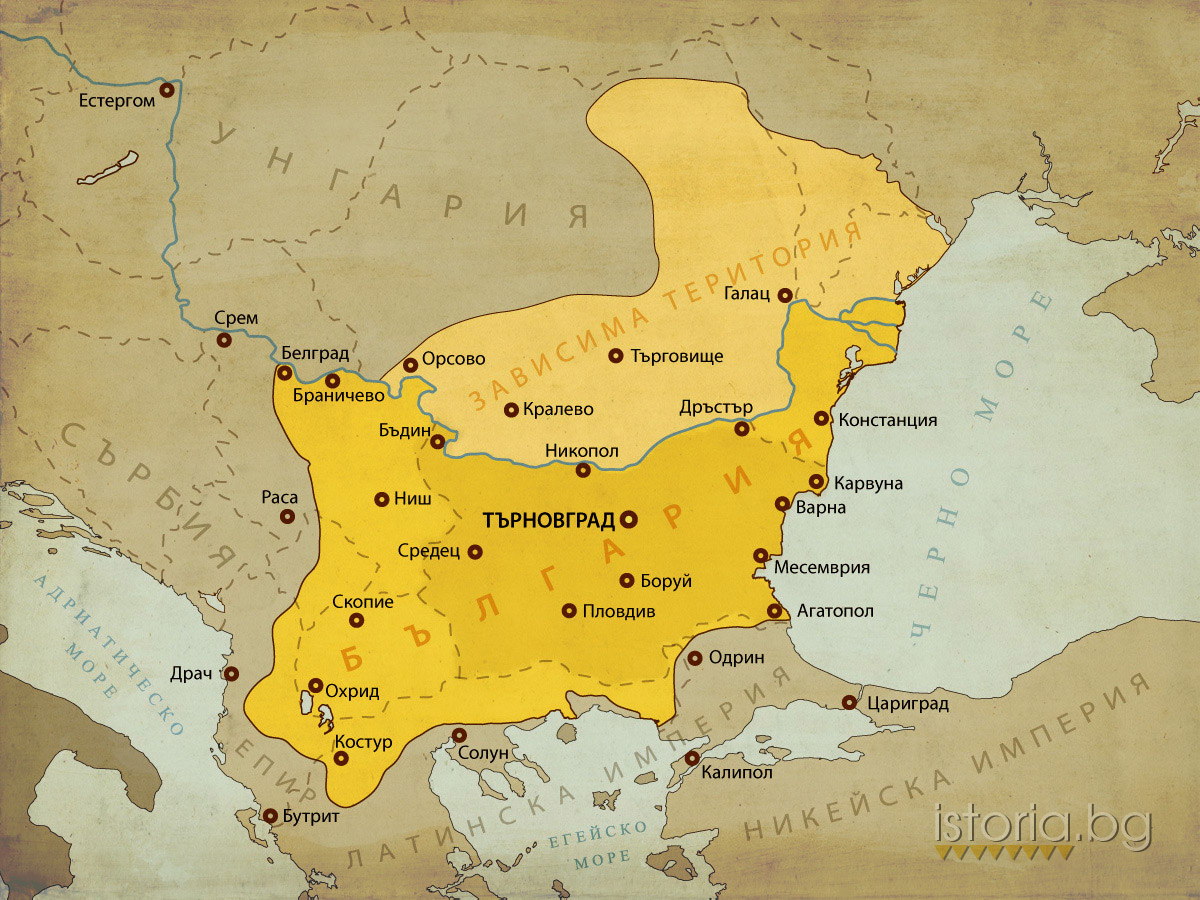 Естергом
УНГАРИЯ
ЗАВИСИМА ТЕРИТОРИЯ
Галац
Срем
Белград
Орсово
Търговище
Браничево
Кралево
Дръстър
Констанция
Бъдин
Никопол
СЪРБИЯ
Раса
Ниш
Карвуна
Варна
ТЪРНОВГРАД
Средец
Месемврия
Боруй
Скопие
Пловдив
Агатопол
БЪЛГАРИЯ
ЧЕРНО МОРЕ
АДРИАТИЧЕСКО
МОРЕ
Драч
Охрид
Одрин
Цариград
Костур
Солун
Калипол
ЕПИР
Бутрит
ЛАТИНСКА ИМПЕРИЯ
НИКЕЙСКА ИМПЕРИЯ
ЕГЕЙСКО
МОРЕ
istoria.bg